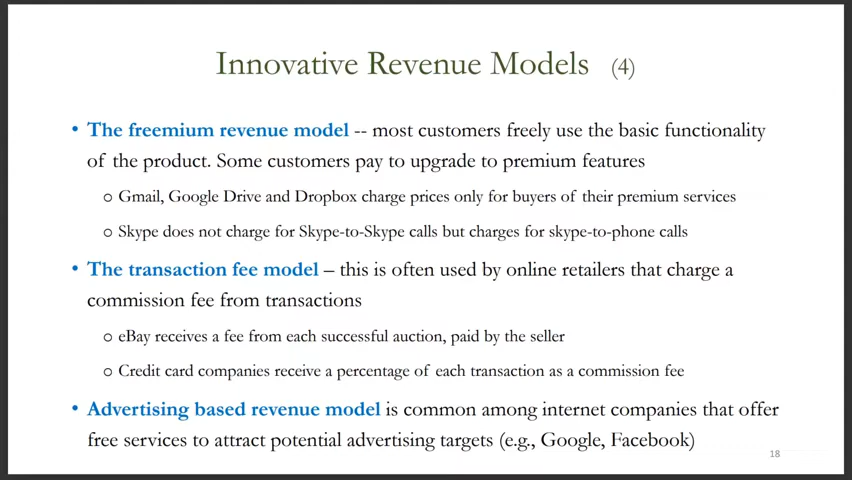 Innovative Revenue Models (4)
• The freemium revenue model -- most customers freely use the basic functionality
of the product. Some customers pay to upgrade to premium features
o Gmail, Google Drive and Dropbox charge prices only for buyers of their premium services
o Skype does not charge for Skype-to-Skype calls but charges for skype-to-phone calls
• The transaction fee model – this is often used by online retailers that charge a
commission fee from transactions
o eBay receives a fee from each successful auction, paid by the seller
o Credit card companies receive a percentage of each transaction as a commission fee
• Advertising based revenue model is common among internet companies that offer
free services to attract potential advertising targets (e.g., Google, Facebook)
18